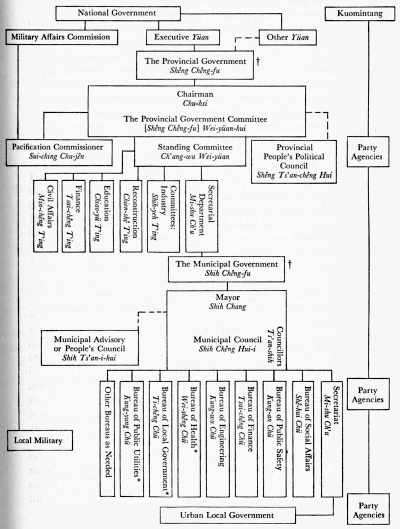 National Government
Kuomintang
Military Affairs Commission
Executive Yüan
Other Yüan
The Provincial Government †
Shêng Chêng-fu
Chairman
Chu-hsi
The Provincial Government Committee
[Shêng Chêng-fu] Wei-yüan-hui
Pacification Commissioner
Sui-ching Chu-jên
Standing Committee
Ch'ang-wu Wei-yüan
Provincial
People's Political
Council
Shêng Ts'an-chêng Hui
Party
Agencies
Civil Affairs
Min-chêng T'ing
Finance
Tsai-chêng T'ing
Education
Chiao-yü T'ing
Reconstruction
Chien-shê T'ing
Committees:
Industry
Shih-yeh T'ing
Secretarial
Department
Mi-shu Ch'u
The Municipal Government †
Shih Chêng-fu
Mayor
Shih Chang
Municipal Advisory
or People's Council
Shih Ts'an-i-hui
Municipal Council
Shih Chêng Hui-i
Councillors
Ts'an-shih
Other Bureaus as Needed
Bureau of Public Utilities*
Kung-yung Chü
Bureau of Local Government*
Ti-chêng Chü
Bureau of Health*
Wei-shêng Chü
Bureau of Engineering
Kung-wu Chü
Bureau of Finance
Tsai-chêng Chü
Bureau of Public Safety
Kung-an Chü
Bureau of Social Affairs
Shê-hui Chü
Secretariat
Mi-shu Ch'u
Party
Agencies
Local Military
Urban Local Government
Party
Agencies